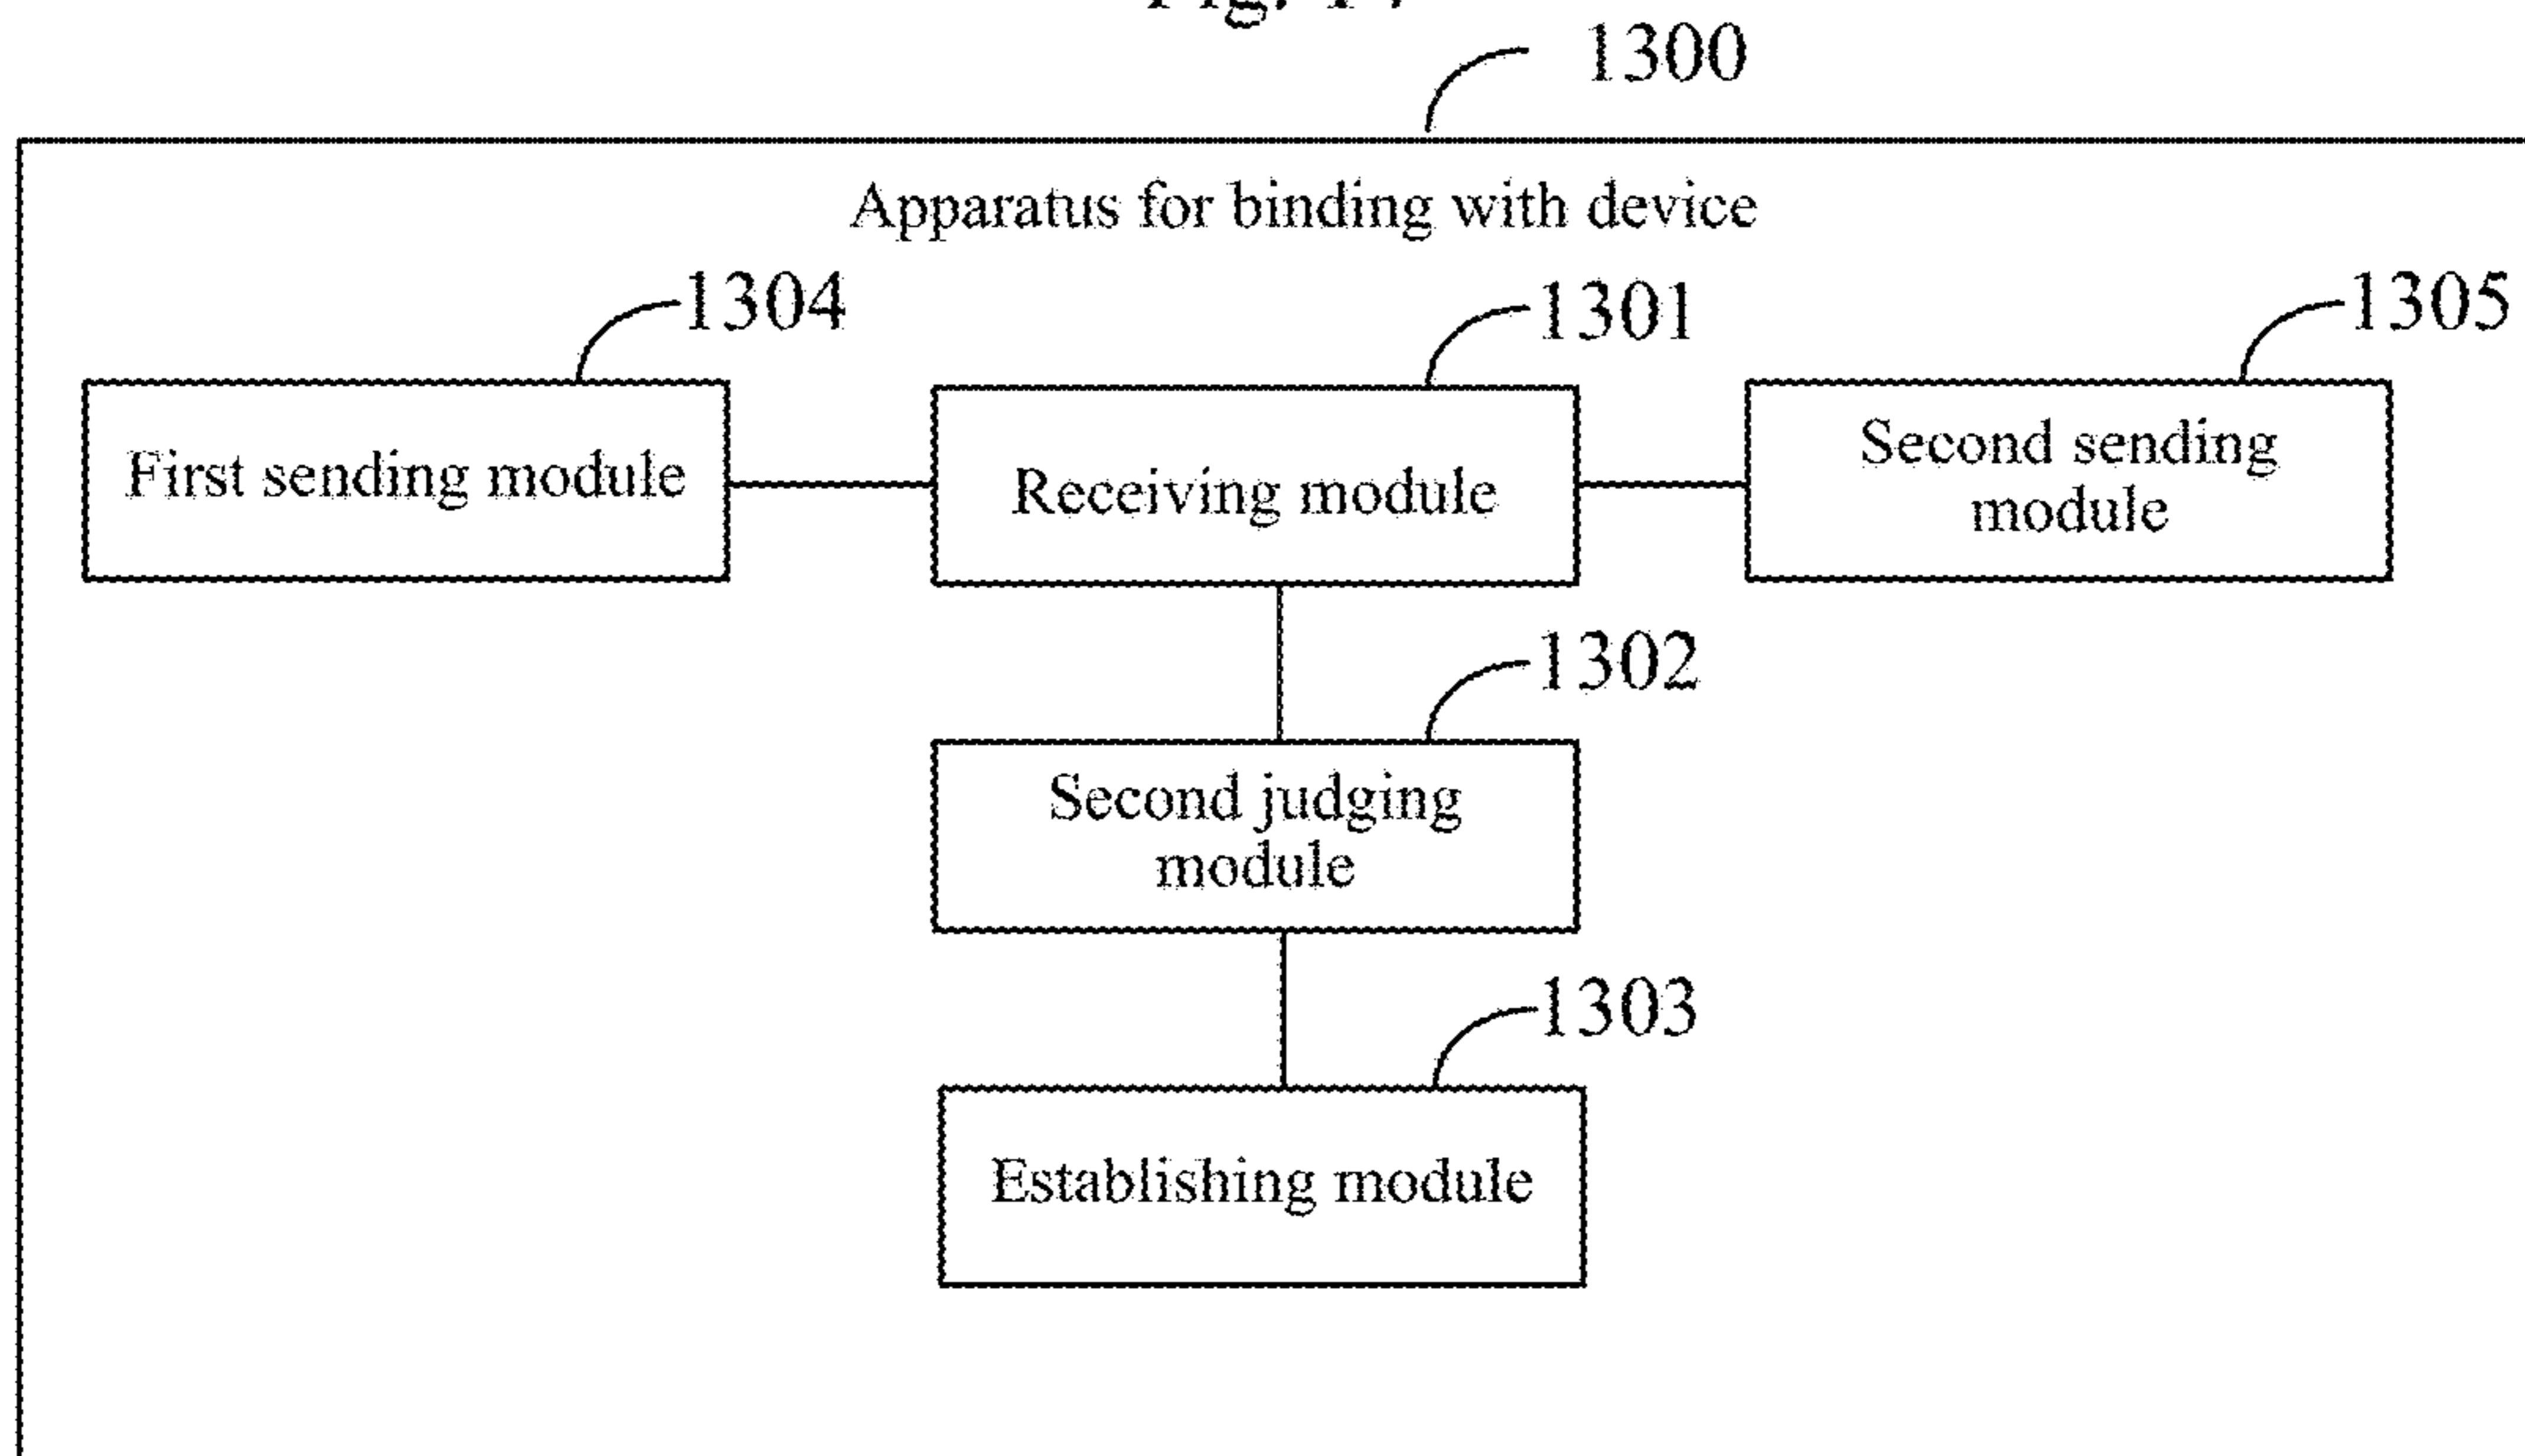 1300
Apparatus for binding with device
1304
1301
1305
First sending module
Receiving module
Second sending
module
1302
Second judging
module
1303
Establishing module